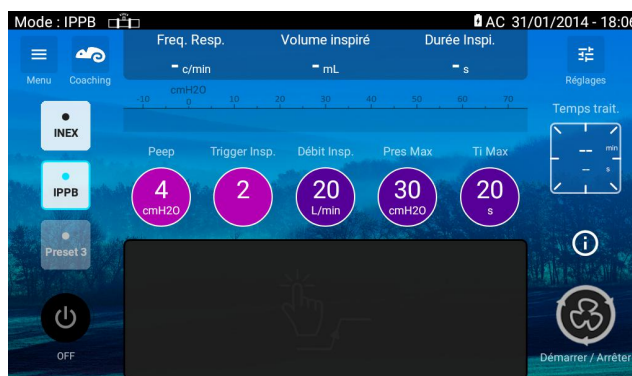 Mode : IPPB
AC 31/01/2014 - 18:06
Menu
Coaching
Freq. Resp.
- c/min
Volume inspiré
- mL
Durée Inspi.
- s
Réglages
cmH2O
-10 0 10 20 30 40 50 60 70
Temps trait.
-- min
-- s
INEX
IPPB
Preset 3
OFF
Peep
4
cmH2O
Trigger Insp.
2
Débit Insp.
20
L/min
Pres Max
30
cmH2O
Ti Max
20
s
Démarrer / Arrêter